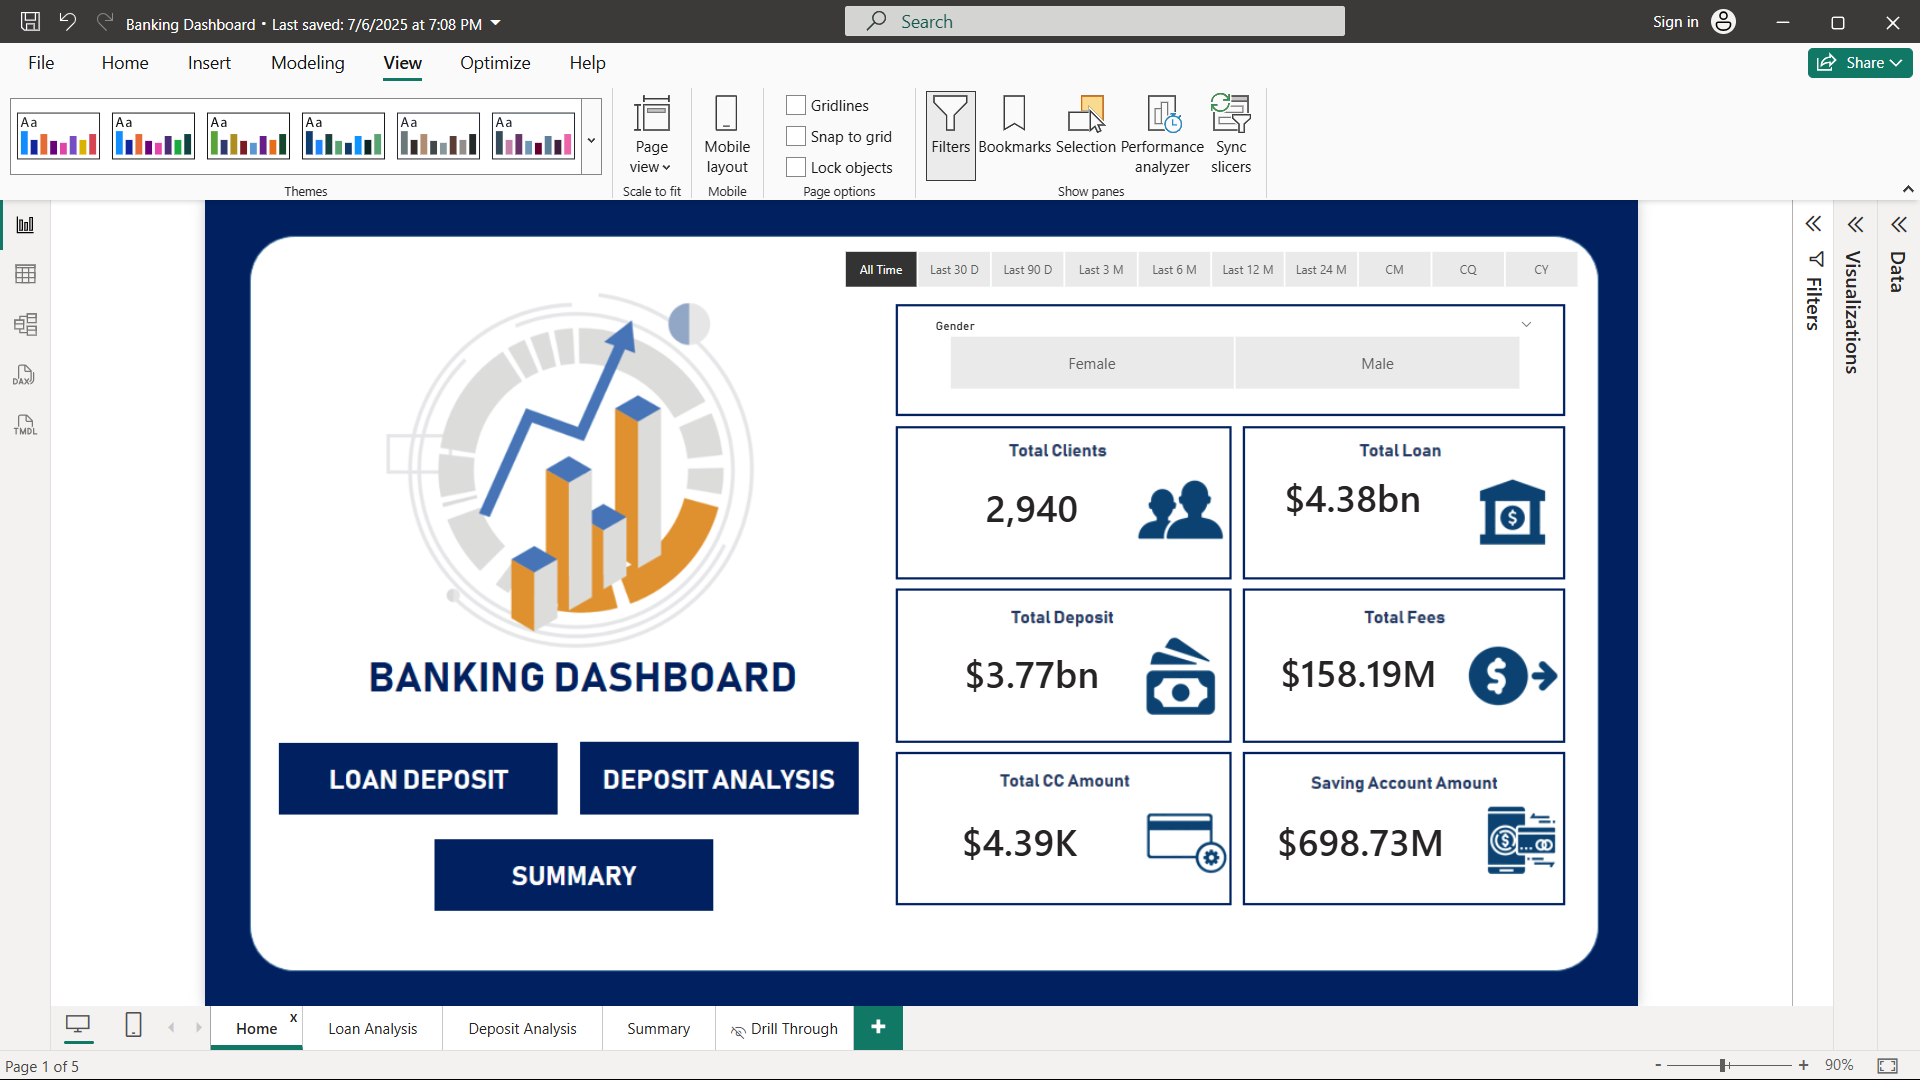 Banking Dashboard • Last saved: 7/6/2025 at 7:08 PM
Search
Sign in
File Home Insert Modeling View Optimize Help
Share
Aa Aa Aa Aa Aa Aa
Themes
Page view
Scale to fit
Mobile layout
Mobile
Gridlines
Snap to grid
Lock objects
Page options
Filters
Bookmarks
Selection
Performance analyzer
Sync slicers
Show panes
DAX
TMDL
All Time Last 30 D Last 90 D Last 3 M Last 6 M Last 12 M Last 24 M CM CQ CY
Gender
Female Male
Total Clients
2,940
Total Loan
$4.38bn
$
Total Deposit
$3.77bn
Total Fees
$158.19M
$
Total CC Amount
$4.39K
Saving Account Amount
$698.73M
$
BANKING DASHBOARD
LOAN DEPOSIT
DEPOSIT ANALYSIS
SUMMARY
Filters
Visualizations
Data
Home x
Loan Analysis
Deposit Analysis
Summary
Drill Through
+
Page 1 of 5
- + 90%